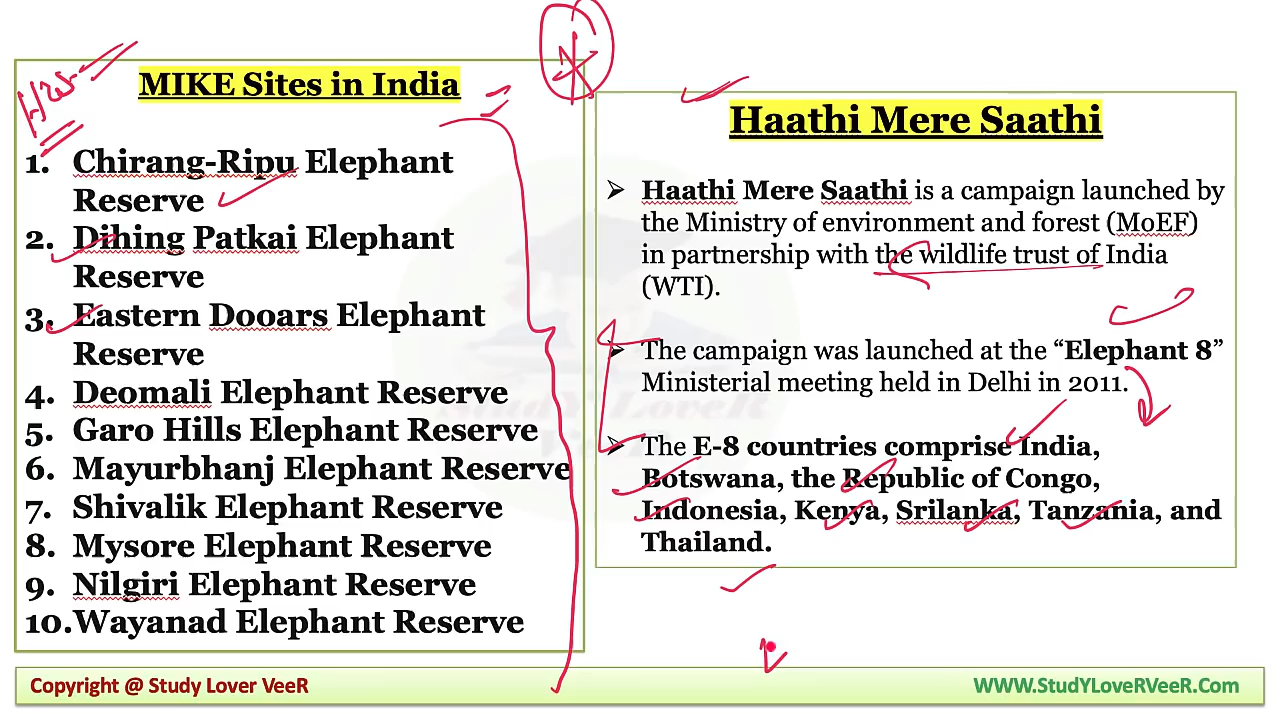 MIKE Sites in India
1. Chirang-Ripu Elephant
Reserve
2. Dihing Patkai Elephant
Reserve
3. Eastern Dooars Elephant
Reserve
4. Deomali Elephant Reserve
5. Garo Hills Elephant Reserve
6. Mayurbhanj Elephant Reserve
7. Shivalik Elephant Reserve
8. Mysore Elephant Reserve
9. Nilgiri Elephant Reserve
10.Wayanad Elephant Reserve
Haathi Mere Saathi
➢ Haathi Mere Saathi is a campaign launched by
the Ministry of environment and forest (MoEF)
in partnership with the wildlife trust of India
(WTI).
➢ The campaign was launched at the “Elephant 8”
Ministerial meeting held in Delhi in 2011.
➢ The E-8 countries comprise India,
Botswana, the Republic of Congo,
Indonesia, Kenya, Srilanka, Tanzania, and
Thailand.
Copyright @ Study Lover VeeR
WWW.StudYLoveRVeeR.Com